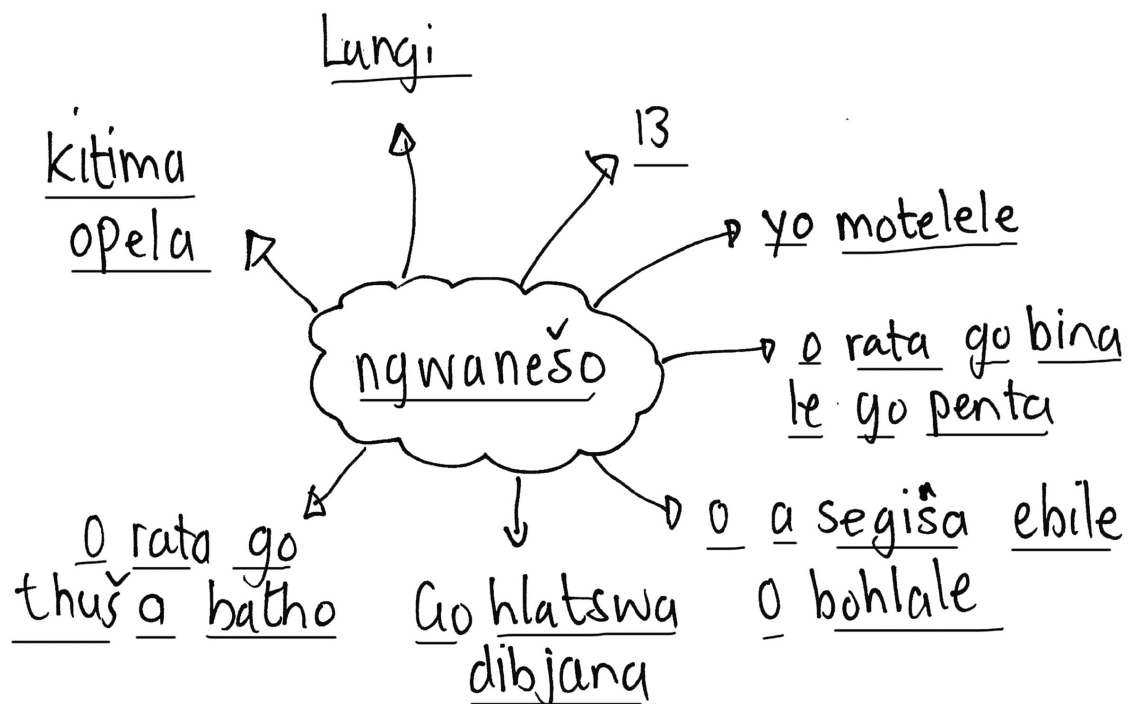 Lungi
13
kitima
opela
yo motelele
o rata go bina
le go penta
ngwanešo
o a segiša ebile
o bohlale
o rata go
thuša batho
Go hlatswa
dibjana